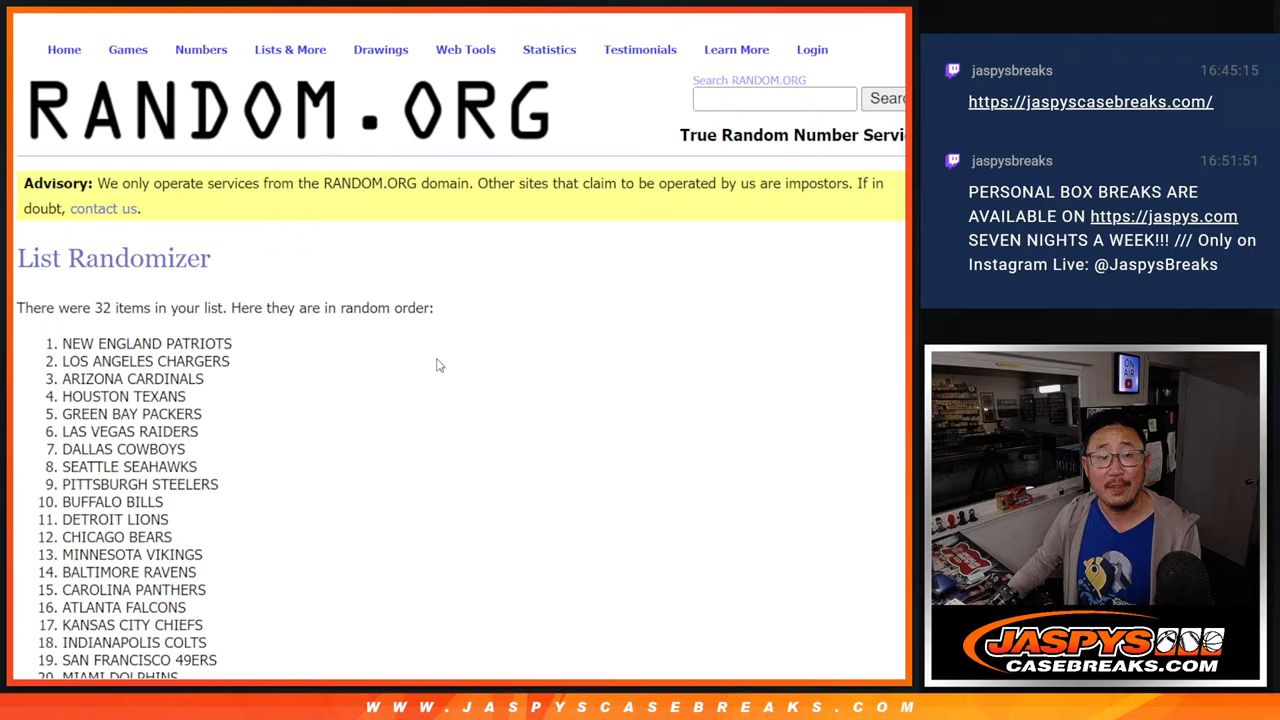 Home Games Numbers Lists & More Drawings Web Tools Statistics Testimonials Learn More Login
RANDOM.ORG
Search RANDOM.ORG
Searc
True Random Number Servi
Advisory: We only operate services from the RANDOM.ORG domain. Other sites that claim to be operated by us are impostors. If in
doubt, contact us.
List Randomizer
There were 32 items in your list. Here they are in random order:
1. NEW ENGLAND PATRIOTS
2. LOS ANGELES CHARGERS
3. ARIZONA CARDINALS
4. HOUSTON TEXANS
5. GREEN BAY PACKERS
6. LAS VEGAS RAIDERS
7. DALLAS COWBOYS
8. SEATTLE SEAHAWKS
9. PITTSBURGH STEELERS
10. BUFFALO BILLS
11. DETROIT LIONS
12. CHICAGO BEARS
13. MINNESOTA VIKINGS
14. BALTIMORE RAVENS
15. CAROLINA PANTHERS
16. ATLANTA FALCONS
17. KANSAS CITY CHIEFS
18. INDIANAPOLIS COLTS
19. SAN FRANCISCO 49ERS
20. MIAMI DOLPHINS
jaspysbreaks 16:45:15
https://jaspyscasebreaks.com/
jaspysbreaks 16:51:51
PERSONAL BOX BREAKS ARE
AVAILABLE ON https://jaspys.com
SEVEN NIGHTS A WEEK!!! /// Only on
Instagram Live: @JaspysBreaks
ON
AIR
JASPYS
CASEBREAKS.COM
WWW.JASPYSCASEBREAKS.COM